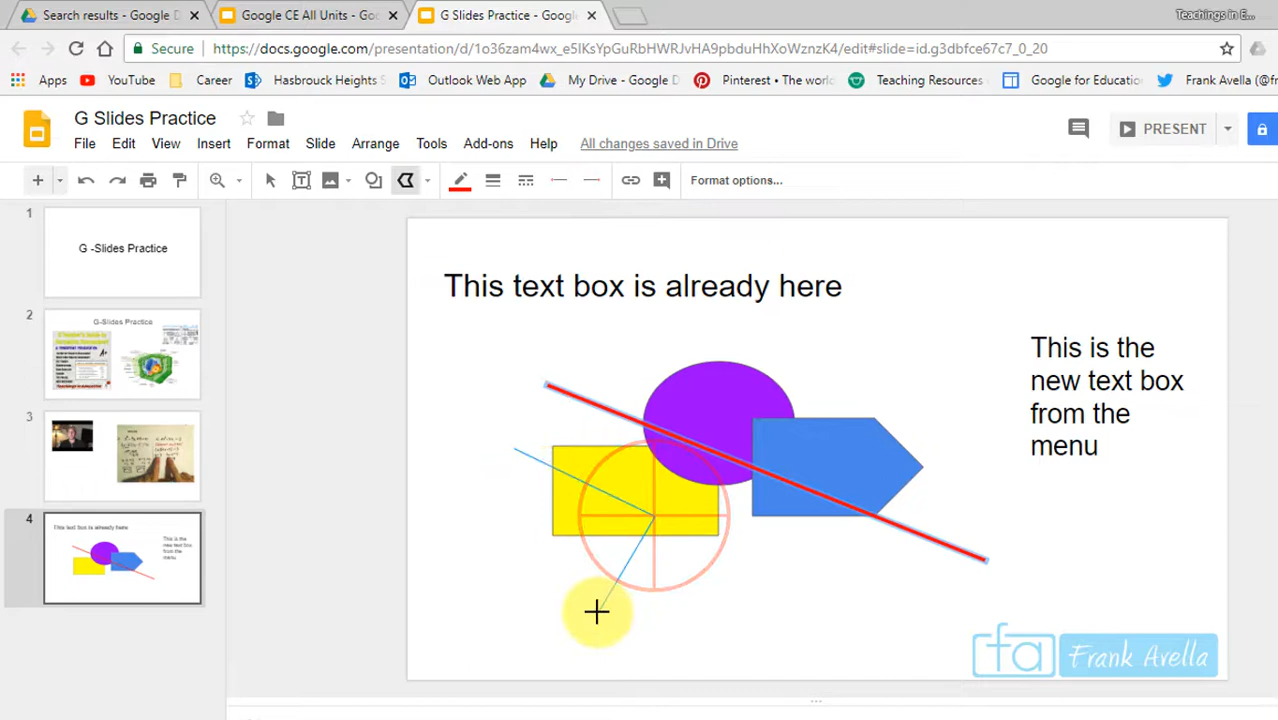 Search results - Google D
Google CE All Units - Goo
G Slides Practice - Google
Teachings in E...
Secure
https://docs.google.com/presentation/d/1o36zam4wx_e5lKsYpGuRbHWRJvHA9pbduHhXoWznzK4/edit#slide=id.g3dbfce67c7_0_20
Apps
YouTube
Career
Hasbrouck Heights S
Outlook Web App
My Drive - Google D
Pinterest • The world
Teaching Resources
Google for Educatio
Frank Avella (@fr
G Slides Practice
File Edit View Insert Format Slide Arrange Tools Add-ons Help
All changes saved in Drive
PRESENT
Format options...
1
G -Slides Practice
2
G-Slides Practice
3
4
This text box is already here
This is the
new text box
from the
menu
This text box is already here
This is the
new text box
from the
menu
fa Frank Avella